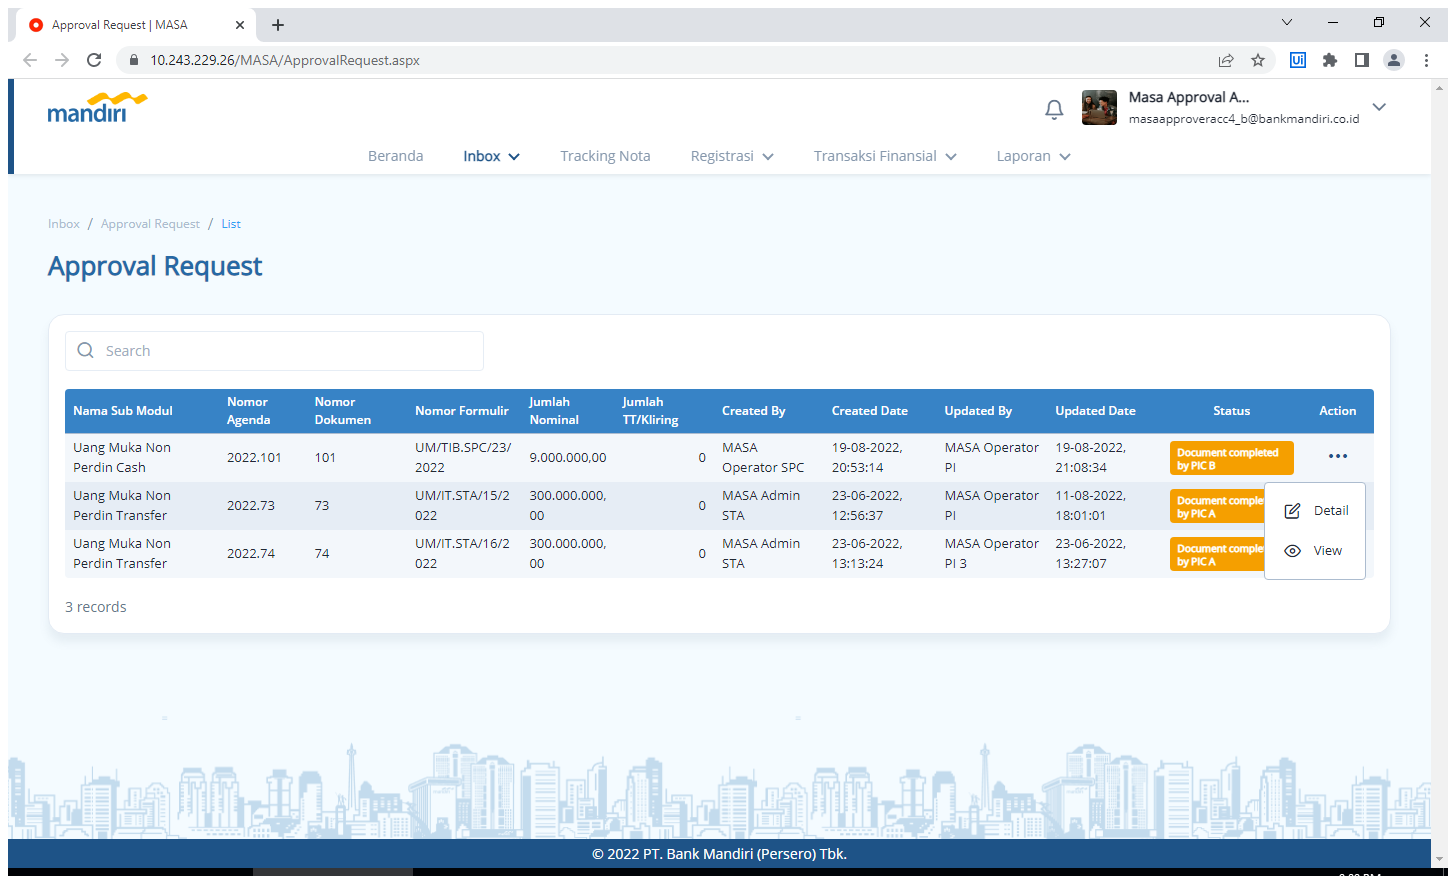 Approval Request | MASA
10.243.229.26/MASA/ApprovalRequest.aspx
Ui
mandiri
Masa Approval A...
masaapproveracc4_b@bankmandiri.co.id
Beranda Inbox Tracking Nota Registrasi Transaksi Finansial Laporan
Inbox / Approval Request / List
Approval Request
Search
Nama Sub Modul Nomor Agenda Nomor Dokumen Nomor Formulir Jumlah Nominal Jumlah TT/Kliring Created By Created Date Updated By Updated Date Status Action
Uang Muka Non Perdin Cash 2022.101 101 UM/TIB.SPC/23/2022 9.000.000,00 0 MASA Operator SPC 19-08-2022, 20:53:14 MASA Operator PI 19-08-2022, 21:08:34 Document completed by PIC B
Uang Muka Non Perdin Transfer 2022.73 73 UM/IT.STA/15/2022 300.000.000,00 0 MASA Admin STA 23-06-2022, 12:56:37 MASA Operator PI 11-08-2022, 18:01:01 Document comple by PIC A
Uang Muka Non Perdin Transfer 2022.74 74 UM/IT.STA/16/2022 300.000.000,00 0 MASA Admin STA 23-06-2022, 13:13:24 MASA Operator PI 3 23-06-2022, 13:27:07 Document comple by PIC A
Detail
View
3 records
© 2022 PT. Bank Mandiri (Persero) Tbk.